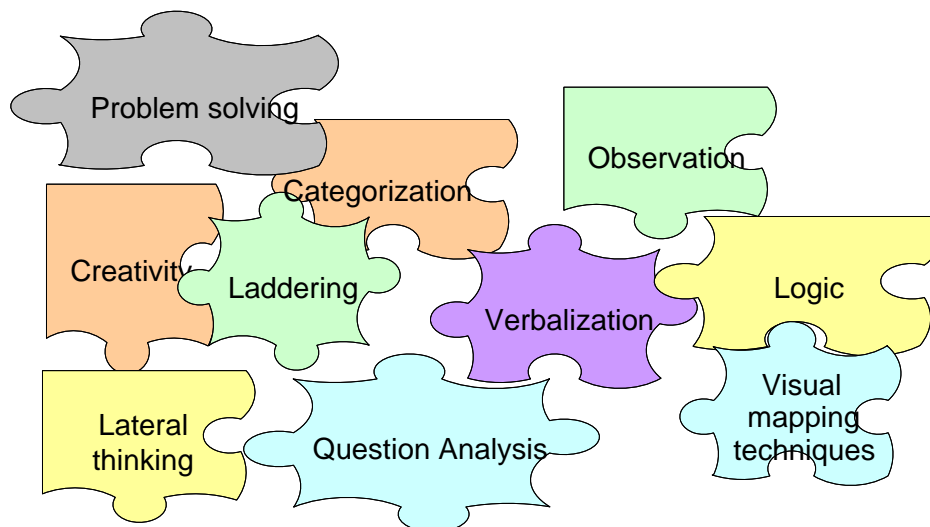 Problem solving
Observation
Categorization
Creativity
Laddering
Logic
Verbalization
Visual
mapping
techniques
Lateral
thinking
Question Analysis